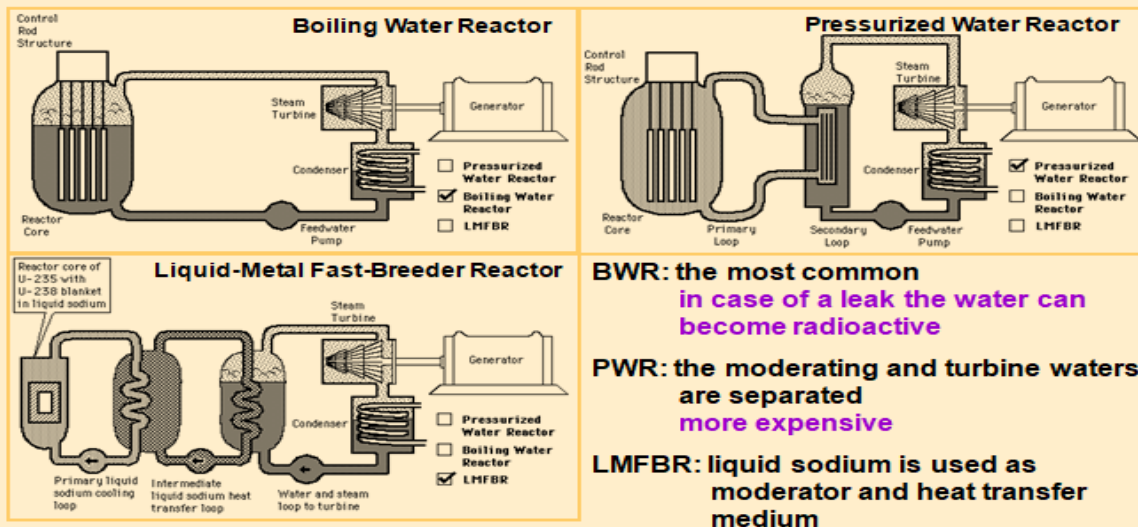 Boiling Water Reactor
Control
Rod
Structure
Steam
Turbine
Generator
Condenser
Pressurized
Water Reactor
Boiling Water
Reactor
LMFBR
Reactor
Core
Feedwater
Pump
Pressurized Water Reactor
Control
Rod
Structure
Steam
Turbine
Generator
Condenser
Pressurized
Water Reactor
Boiling Water
Reactor
LMFBR
Reactor
Core
Primary
Loop
Secondary
Loop
Feedwater
Pump
Liquid-Metal Fast-Breeder Reactor
Reactor core of
U-235 with
U-238 blanket
in liquid sodium
Steam
Turbine
Generator
Condenser
Pressurized
Water Reactor
Boiling Water
Reactor
LMFBR
Primary liquid
sodium cooling
loop
Intermediate
liquid sodium heat
transfer loop
Water and steam
loop to turbine
BWR: the most common
in case of a leak the water can
become radioactive
PWR: the moderating and turbine waters
are separated
more expensive
LMFBR: liquid sodium is used as
moderator and heat transfer
medium